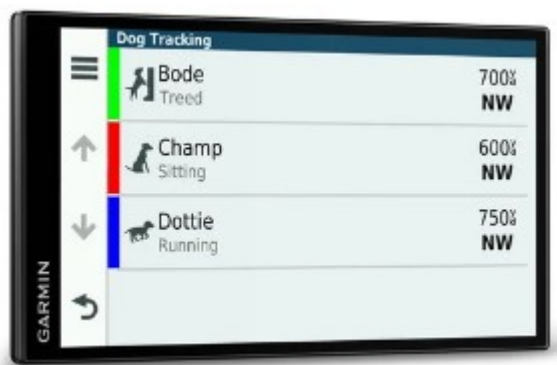 Dog Tracking
Bode
Treed
700
NW
Champ
Sitting
600
NW
Dottie
Running
750
NW
GARMIN